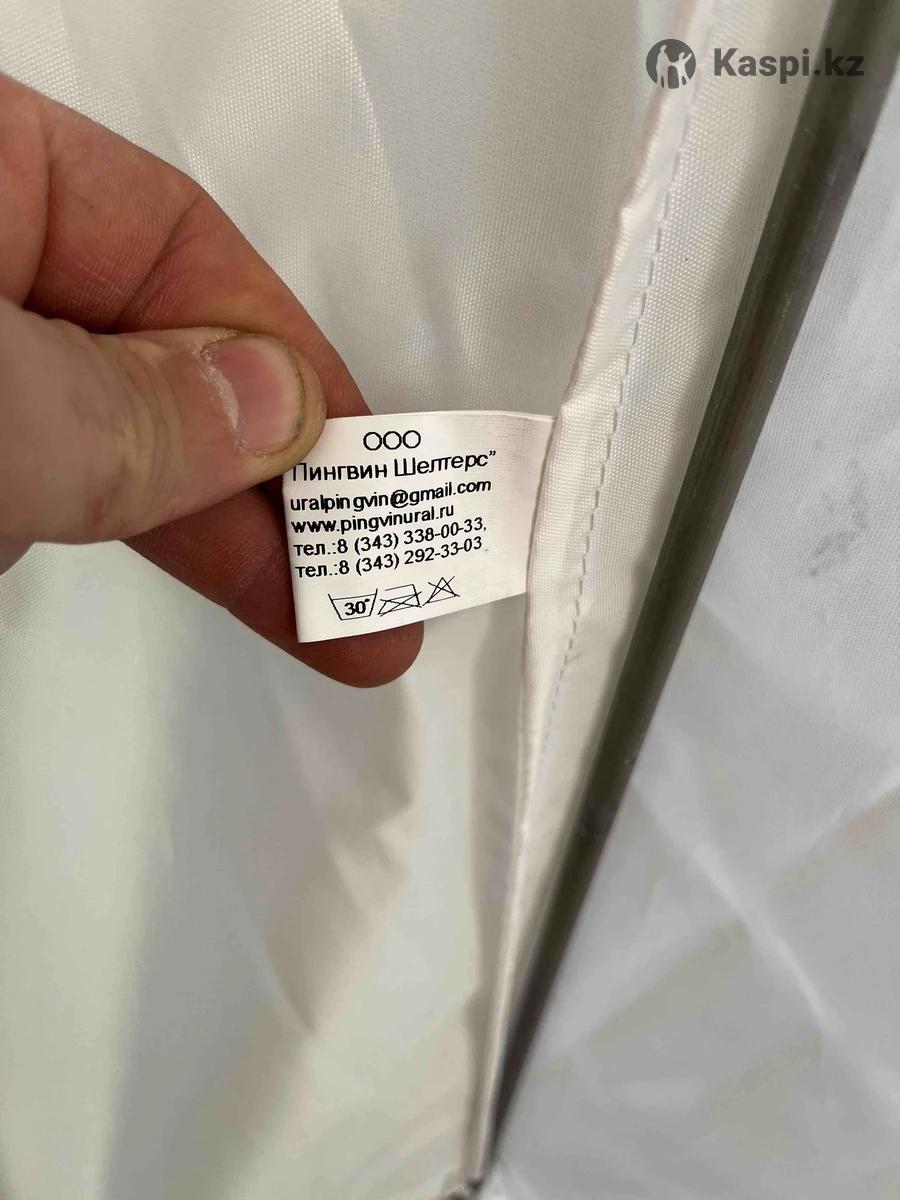 Kaspi.kz
ООО
Пингвин Шелтерс"
uralpingvin@gmail.com
www.pingvinural.ru
тел.:8 (343) 338-00-33,
тел.:8 (343) 292-33-03
30°